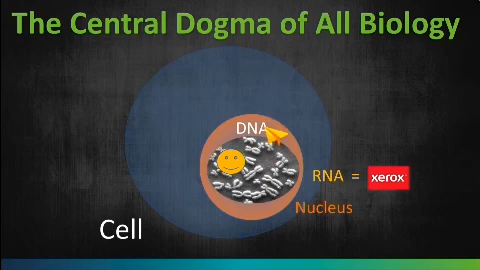 The Central Dogma of All Biology
DNA
RNA = xerox
Nucleus
Cell